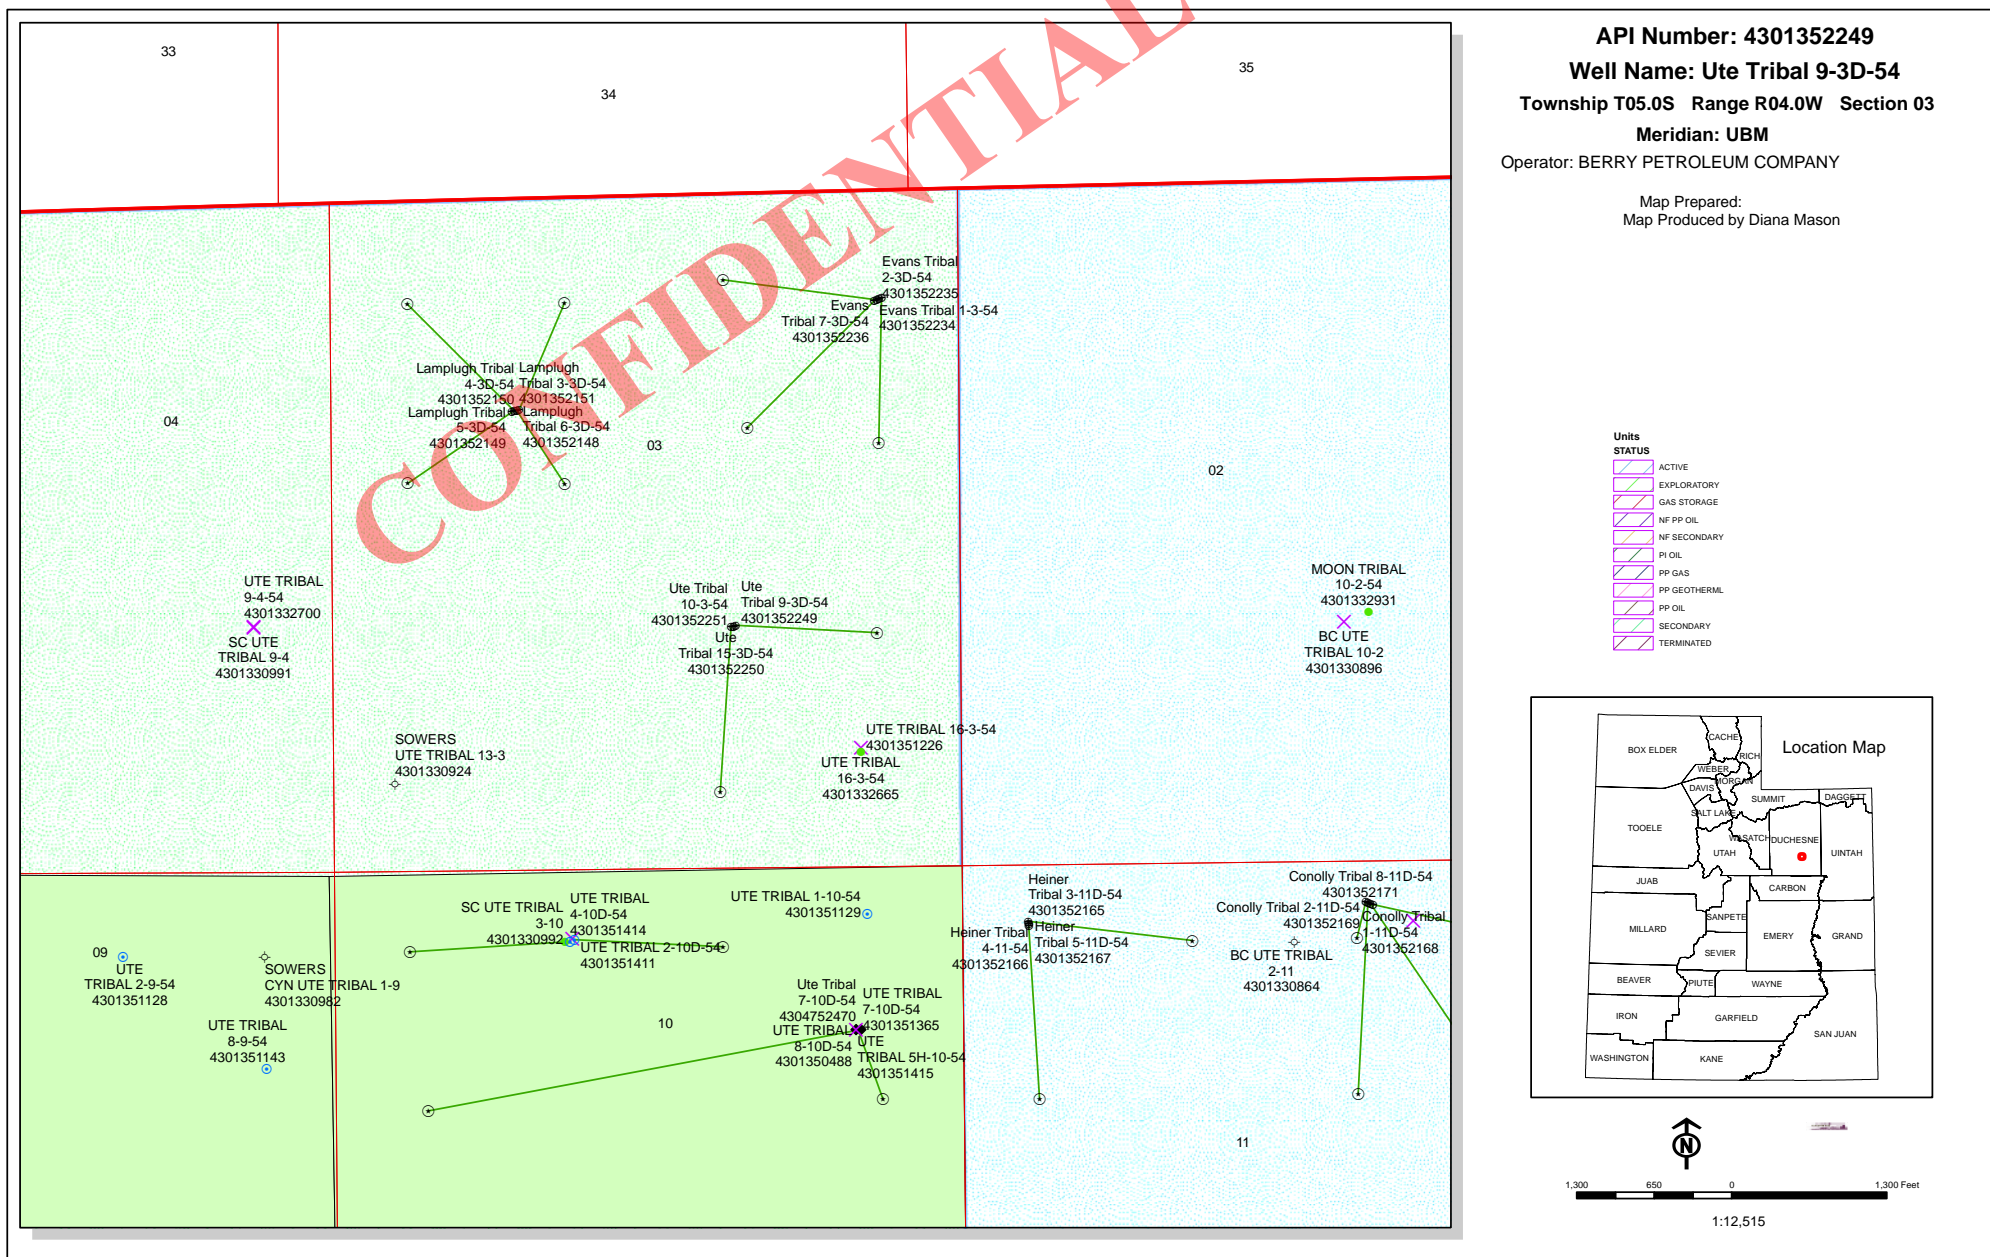 API Number: 4301352249
Well Name: Ute Tribal 9-3D-54
Township T05.0S Range R04.0W Section 03
Meridian: UBM
Operator: BERRY PETROLEUM COMPANY
Map Prepared:
Map Produced by Diana Mason
CONFIDENTIAL
33
34
35
04
03
02
09
10
11
Evans Tribal
2-3D-54
4301352235
Evans
Tribal 7-3D-54
4301352236
Evans Tribal 1-3-54
4301352234
Lamplugh Tribal
4-3D-54
4301352150
Lamplugh
Tribal 3-3D-54
4301352151
Lamplugh Tribal
5-3D-54
4301352149
Lamplugh
Tribal 6-3D-54
4301352148
UTE TRIBAL
9-4-54
4301332700
SC UTE
TRIBAL 9-4
4301330991
Ute Tribal
10-3-54
4301352251
Ute
Tribal 9-3D-54
4301352249
Ute
Tribal 15-3D-54
4301352250
MOON TRIBAL
10-2-54
4301332931
BC UTE
TRIBAL 10-2
4301330896
SOWERS
UTE TRIBAL 13-3
4301330924
UTE TRIBAL 16-3-54
4301351226
UTE TRIBAL
16-3-54
4301332665
SC UTE TRIBAL
3-10
4301330992
UTE TRIBAL
4-10D-54
4301351414
UTE TRIBAL 2-10D-54
4301351411
UTE TRIBAL 1-10-54
4301351129
Heiner
Tribal 3-11D-54
4301352165
Heiner Tribal
4-11-54
4301352166
Heiner
Tribal 5-11D-54
4301352167
Conolly Tribal 8-11D-54
4301352171
Conolly Tribal 2-11D-54
4301352169
Conolly Tribal
1-11D-54
4301352168
BC UTE TRIBAL
2-11
4301330864
UTE
TRIBAL 2-9-54
4301351128
SOWERS
CYN UTE TRIBAL 1-9
4301330982
UTE TRIBAL
8-9-54
4301351143
Ute Tribal
7-10D-54
4304752470
UTE TRIBAL
7-10D-54
4301351365
UTE TRIBAL
8-10D-54
4301350488
UTE
TRIBAL 5H-10-54
4301351415
Units
STATUS
ACTIVE
EXPLORATORY
GAS STORAGE
NF PP OIL
NF SECONDARY
PI OIL
PP GAS
PP GEOTHERML
PP OIL
SECONDARY
TERMINATED
Location Map
BOX ELDER
CACHE
RICH
WEBER
MORGAN
DAVIS
SUMMIT
DAGGETT
SALT LAKE
TOOELE
WASATCH
DUCHESNE
UTAH
UINTAH
JUAB
CARBON
SANPETE
MILLARD
EMERY
GRAND
SEVIER
BEAVER
PIUTE
WAYNE
IRON
GARFIELD
SAN JUAN
WASHINGTON
KANE
N
1,300
650
0
1,300 Feet
1:12,515